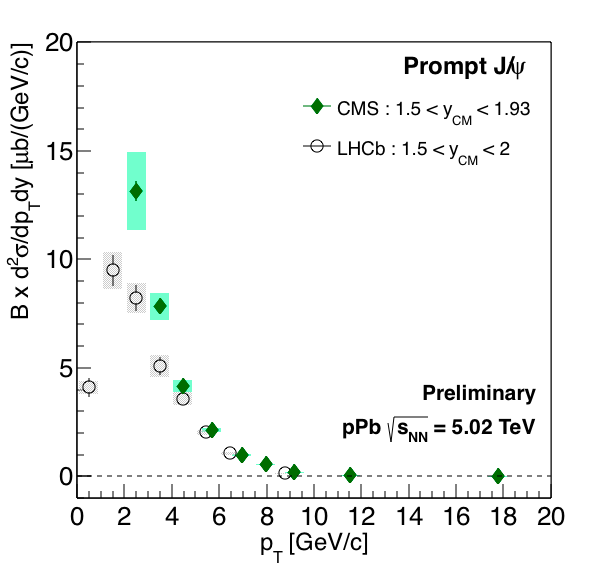 B x d²σ/dp_T dy [μb/(GeV/c)]
20
15
10
5
0
Prompt J/ψ
CMS : 1.5 < y_CM < 1.93
LHCb : 1.5 < y_CM < 2
Preliminary
pPb √s_NN = 5.02 TeV
0 2 4 6 8 10 12 14 16 18 20
p_T [GeV/c]